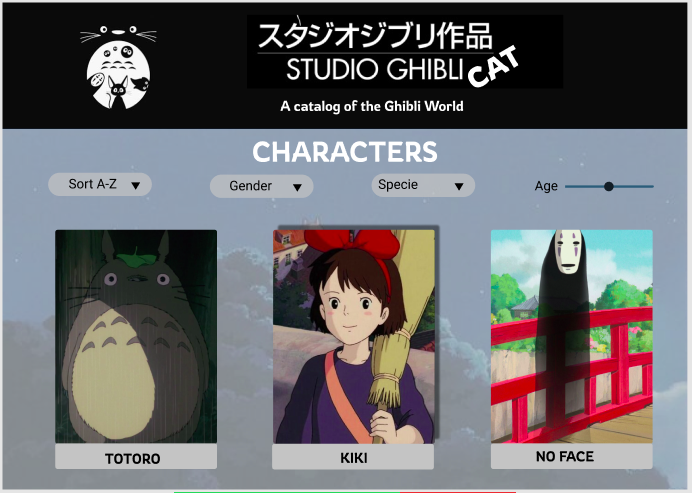 スタジオジブリ作品
STUDIO GHIBLI CAT
A catalog of the Ghibli World
CHARACTERS
Sort A-Z ▼ Gender ▼ Specie ▼ Age
TOTORO KIKI NO FACE